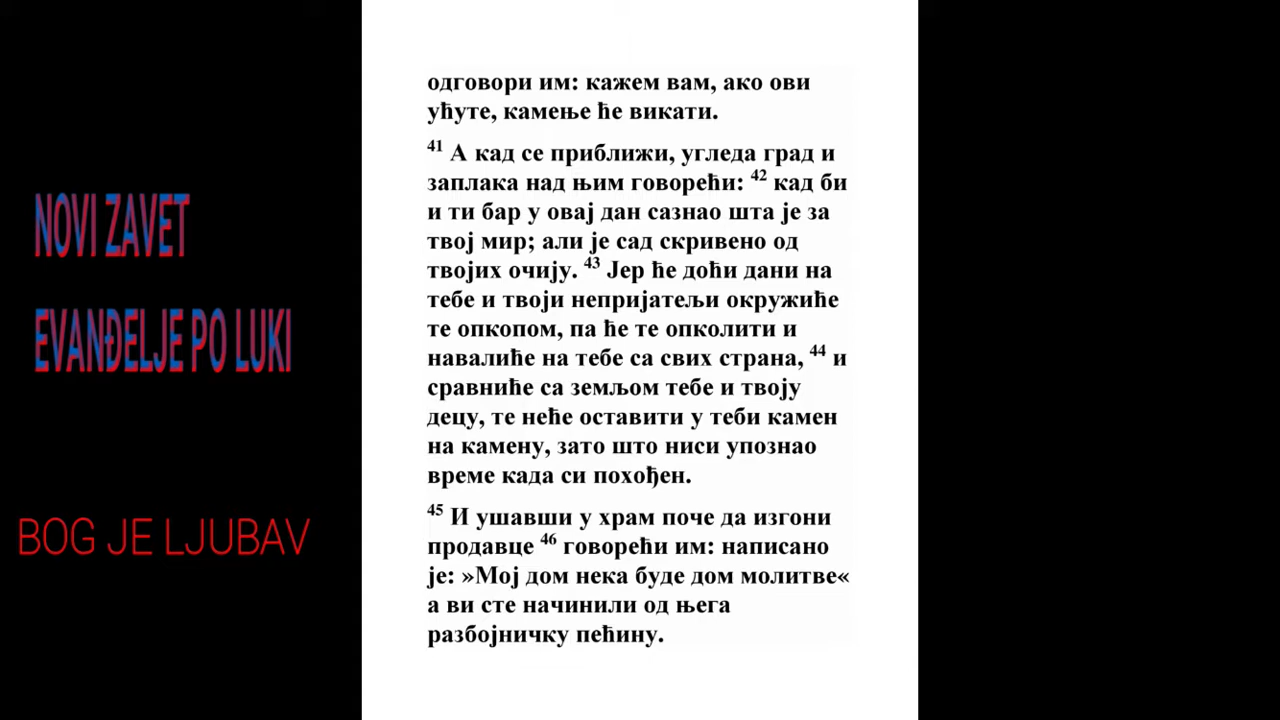 NOVI ZAVET
EVANĐELJE PO LUKI
BOG JE LJUBAV
одговори им: кажем вам, ако ови
ућуте, камење ће викати.
41 А кад се приближи, угледа град и
заплака над њим говорећи: 42 кад би
и ти бар у овај дан сазнао шта је за
твој мир; али је сад скривено од
твојих очију. 43 Јер ће доћи дани на
тебе и твоји непријатељи окружиће
те опкопом, па ће те опколити и
навалиће на тебе са свих страна, 44 и
сравниће са земљом тебе и твоју
децу, те неће оставити у теби камен
на камену, зато што ниси упознао
време када си похођен.
45 И ушавши у храм поче да изгони
продавце 46 говорећи им: написано
је: »Мој дом нека буде дом молитве«
а ви сте начинили од њега
разбојничку пећину.